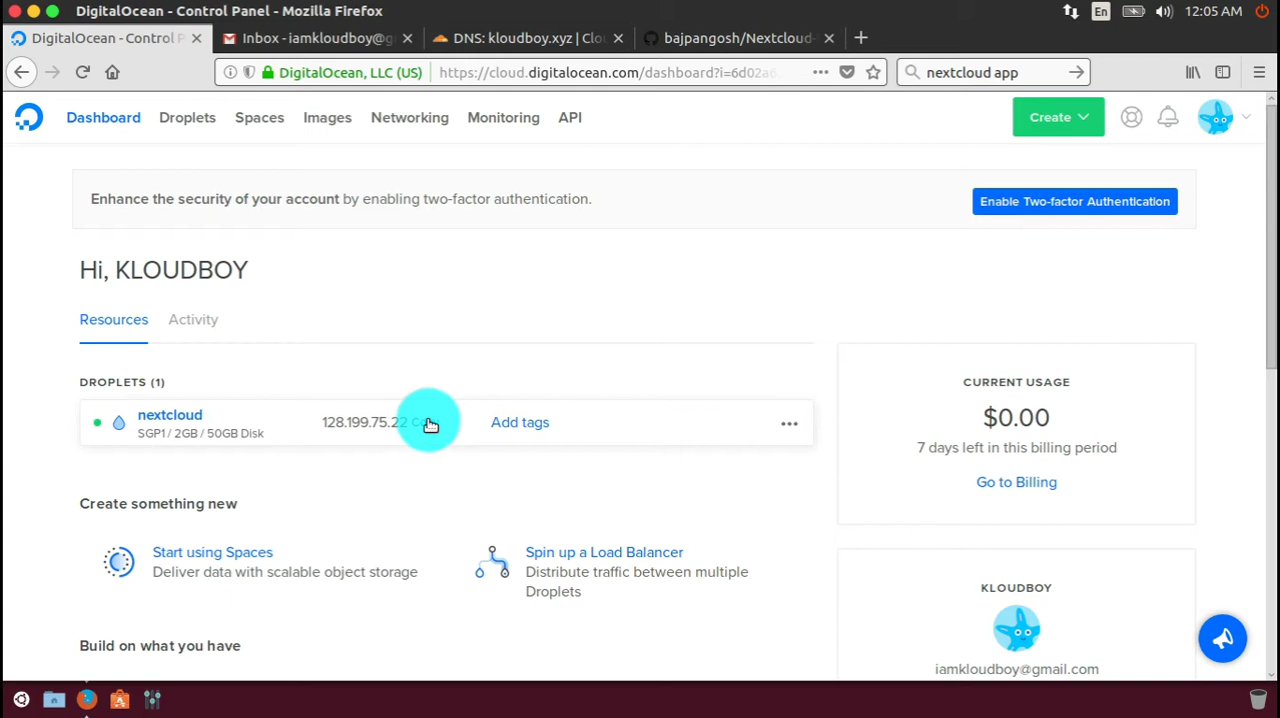 DigitalOcean - Control Panel - Mozilla Firefox
En
12:05 AM
DigitalOcean - Control P
Inbox - iamkloudboy@g
DNS: kloudboy.xyz | Clo
bajpangosh/Nextcloud-
DigitalOcean, LLC (US)
https://cloud.digitalocean.com/dashboard?i=6d02a6
nextcloud app
Dashboard
Droplets
Spaces
Images
Networking
Monitoring
API
Create
Enhance the security of your account by enabling two-factor authentication.
Enable Two-factor Authentication
Hi, KLOUDBOY
Resources
Activity
DROPLETS (1)
nextcloud
SGP1 / 2GB / 50GB Disk
128.199.75.22
Add tags
CURRENT USAGE
$0.00
7 days left in this billing period
Go to Billing
Create something new
Start using Spaces
Deliver data with scalable object storage
Spin up a Load Balancer
Distribute traffic between multiple
Droplets
KLOUDBOY
iamkloudboy@gmail.com
Build on what you have